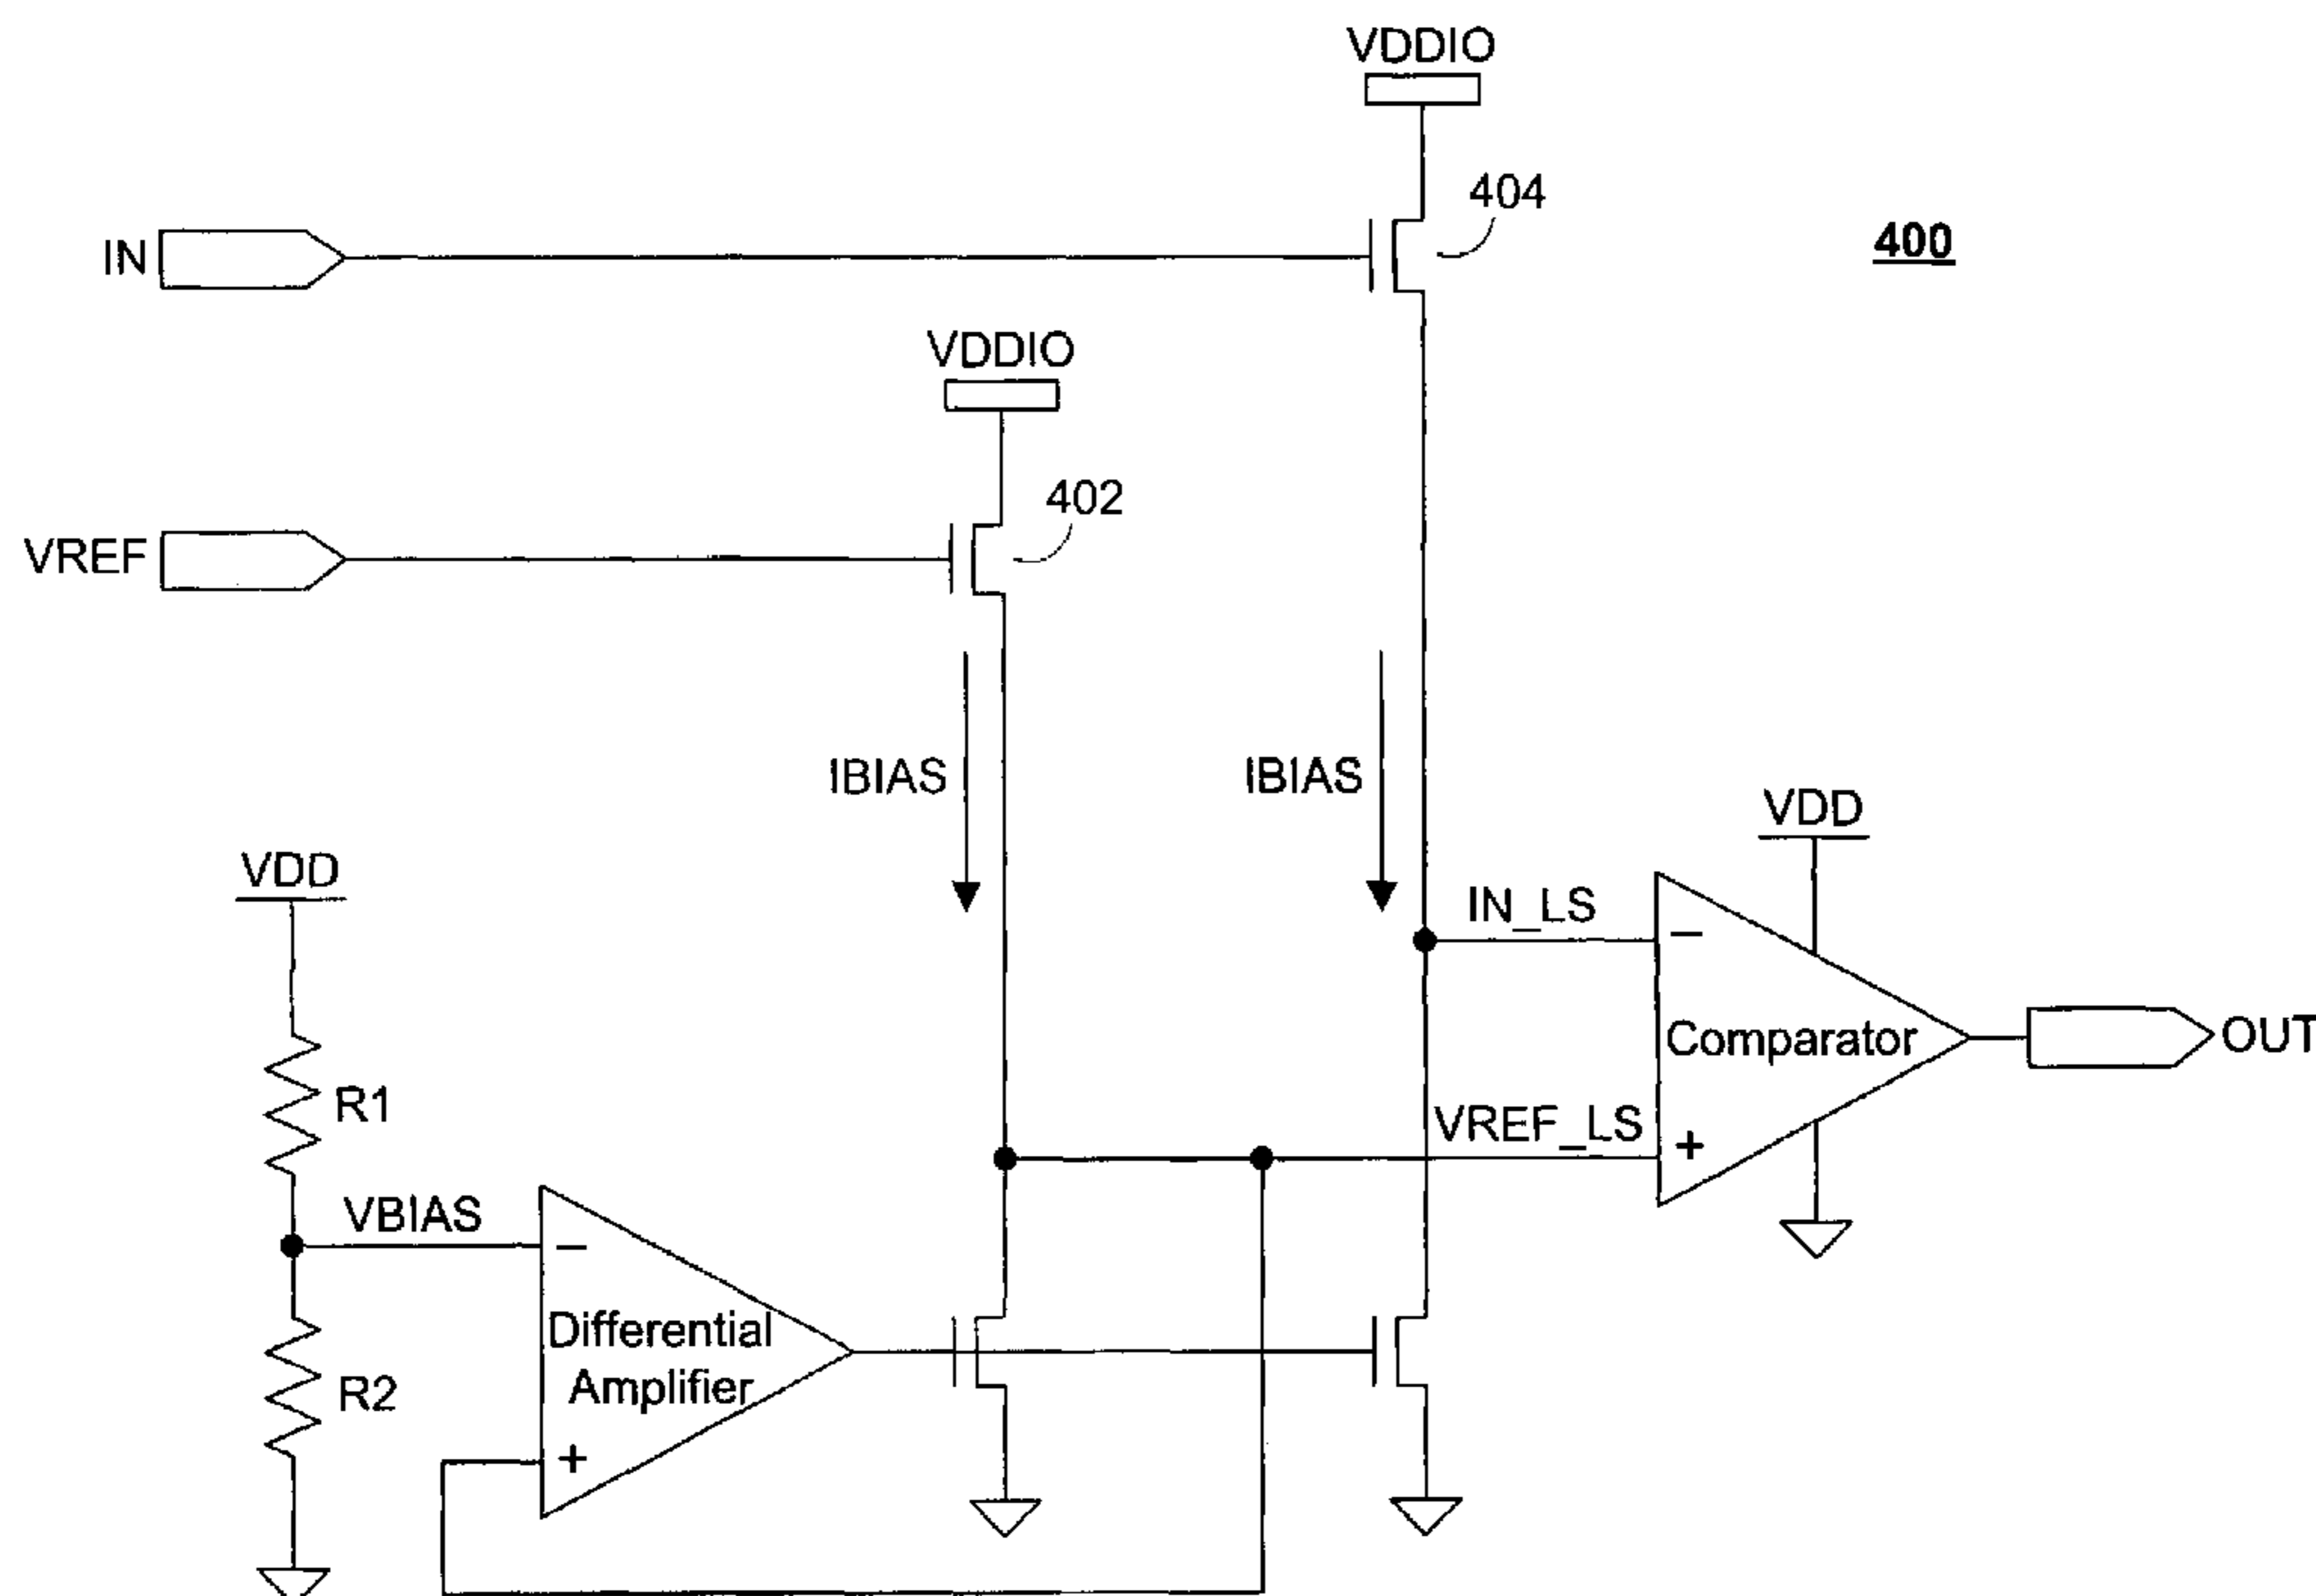 VDDIO
404
IN
400
VDDIO
402
VREF
IBIAS
IBIAS
VDD
VDD
IN_LS
−
Comparator
OUT
R1
VREF_LS
+
VBIAS
−
Differential
Amplifier
R2
+